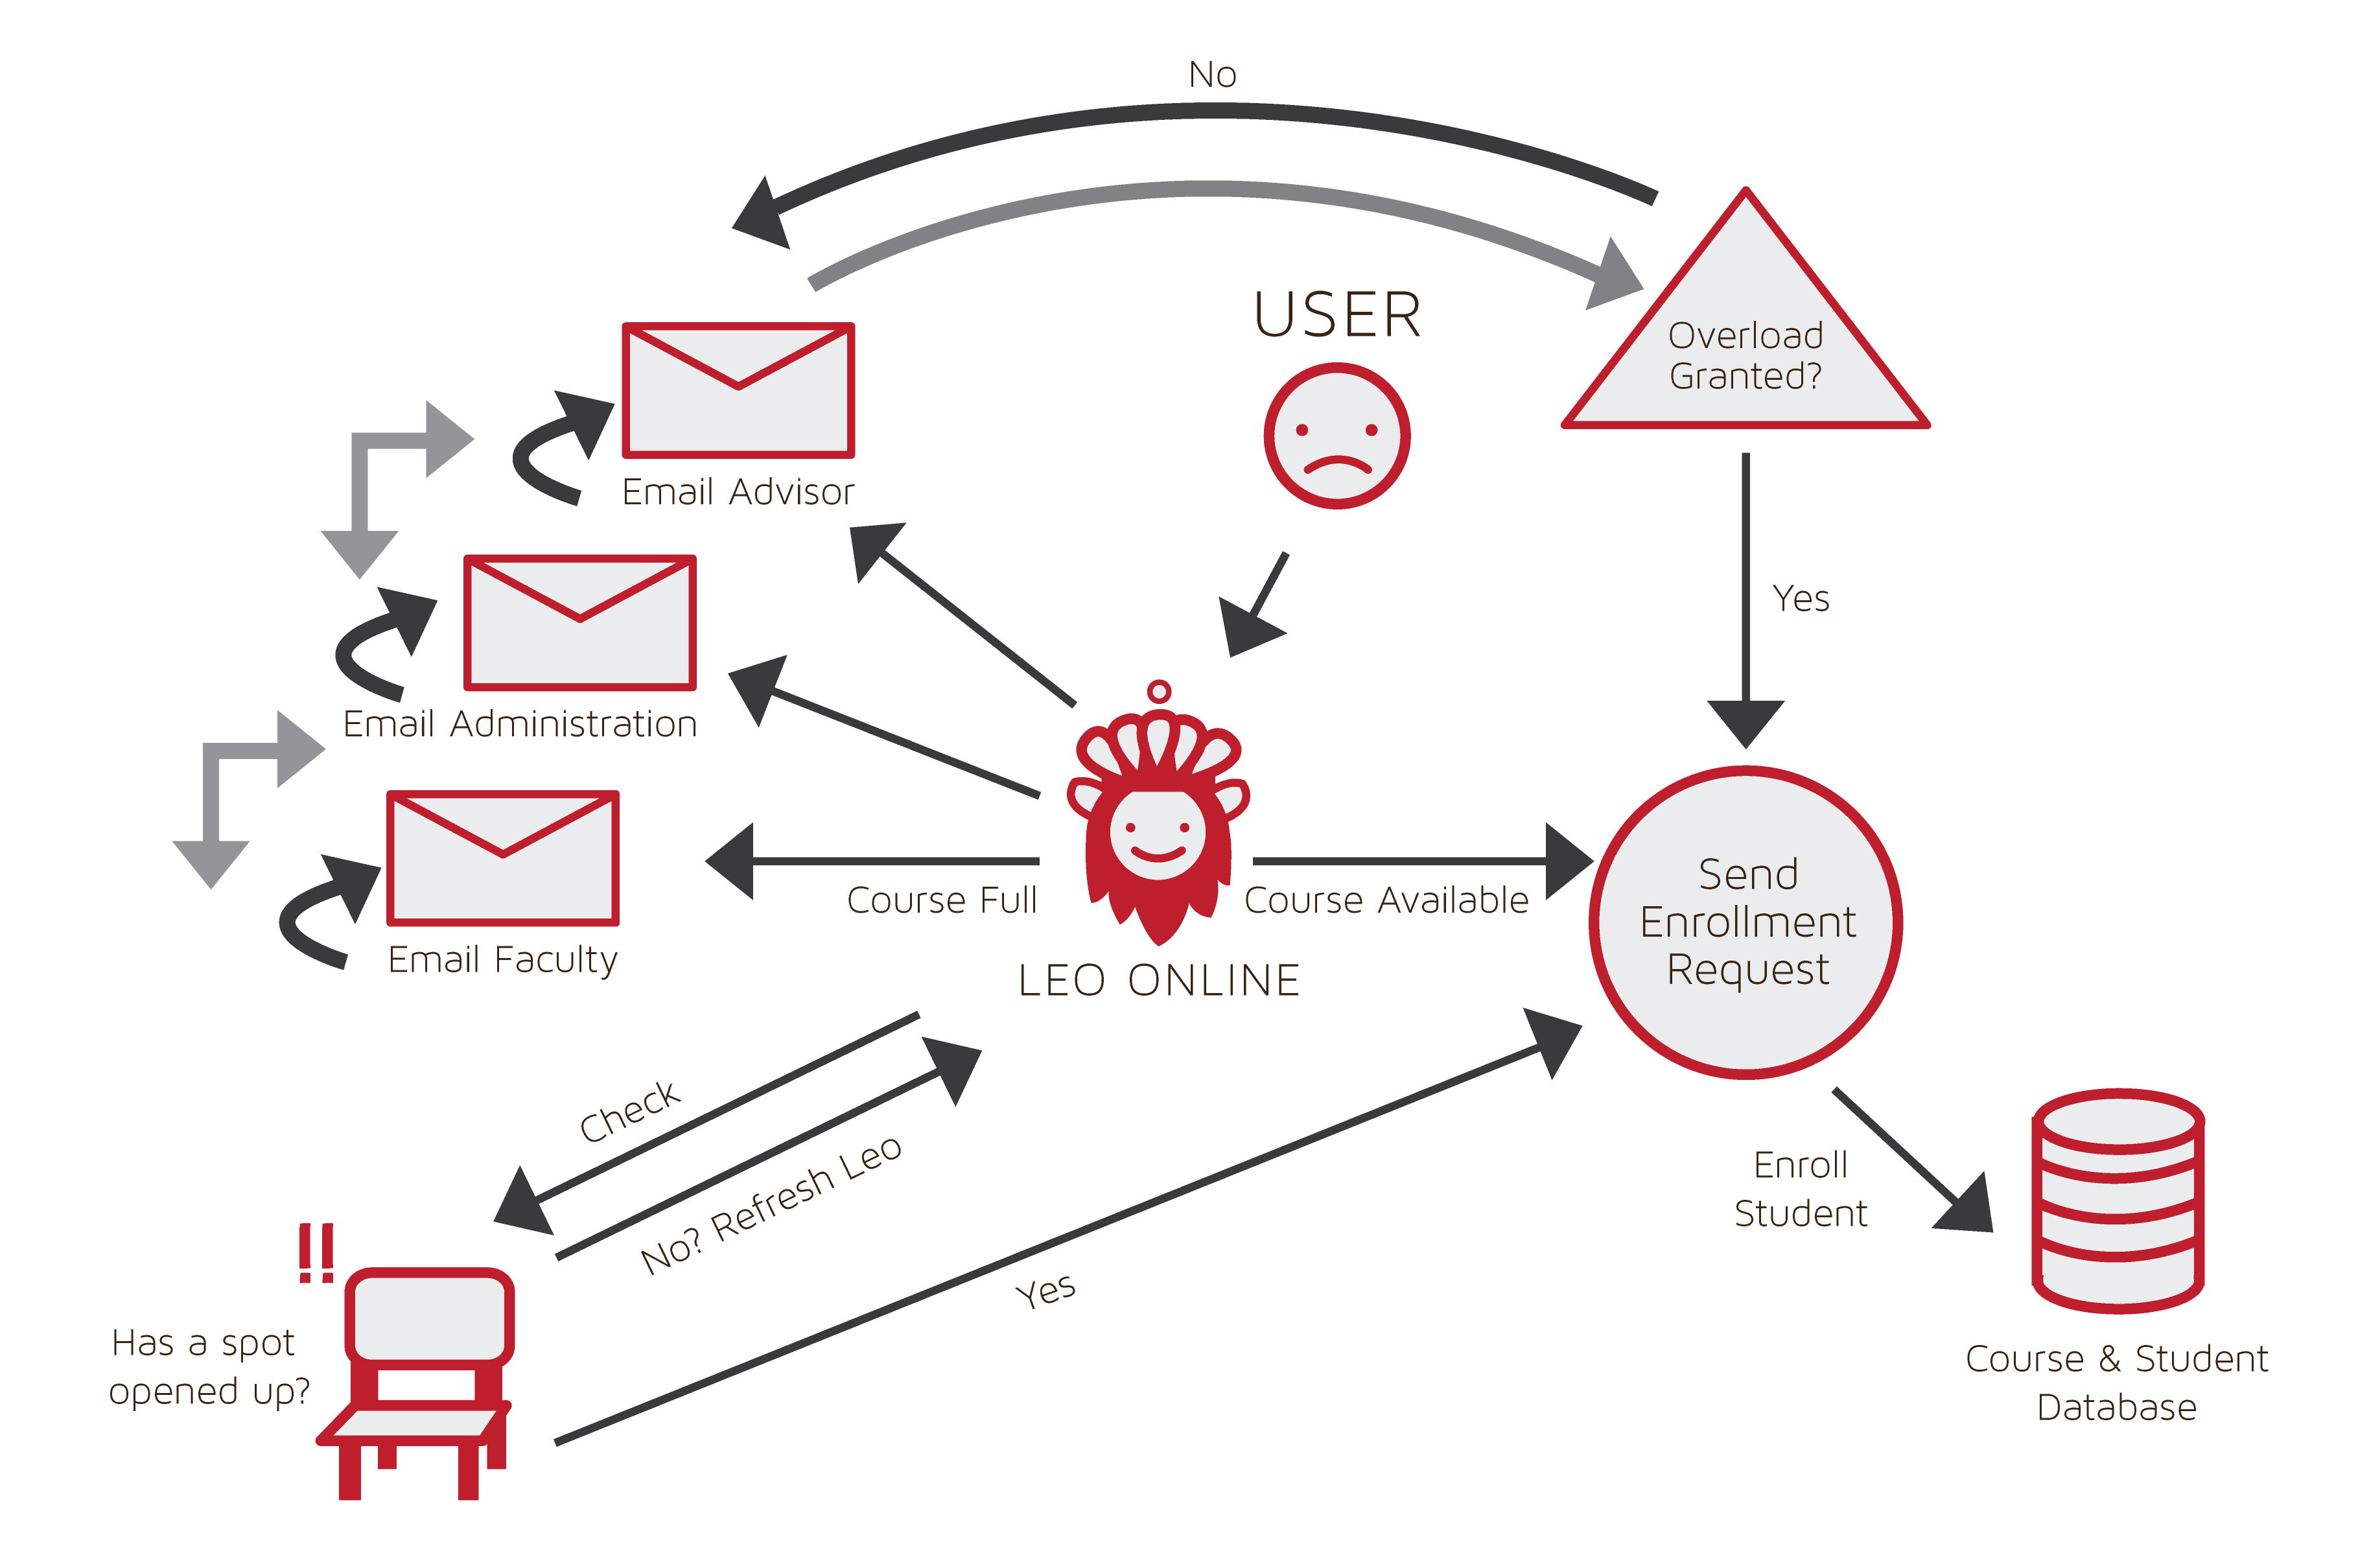 No
USER
Overload
Granted?
Email Advisor
Yes
Email Administration
Send
Enrollment
Request
Course Full
Course Available
Email Faculty
LEO ONLINE
Check
No? Refresh Leo
Enroll
Student
Yes
!!
Has a spot
opened up?
Course & Student
Database